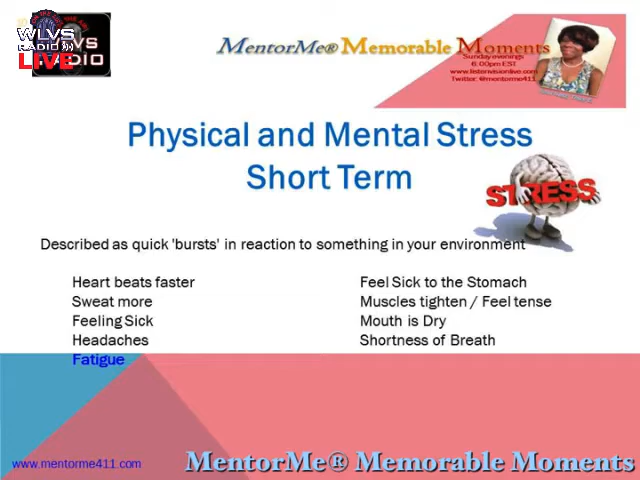 WLVS
RADIO
LIVE
MentorMe® Memorable Moments
Sunday evenings
6:00pm EST
www.listenvisionlive.com
Twitter: @mentorme411
Physical and Mental Stress
Short Term
STRESS
Described as quick 'bursts' in reaction to something in your environment
Heart beats faster
Sweat more
Feeling Sick
Headaches
Fatigue
Feel Sick to the Stomach
Muscles tighten / Feel tense
Mouth is Dry
Shortness of Breath
www.mentorme411.com
MentorMe® Memorable Moments